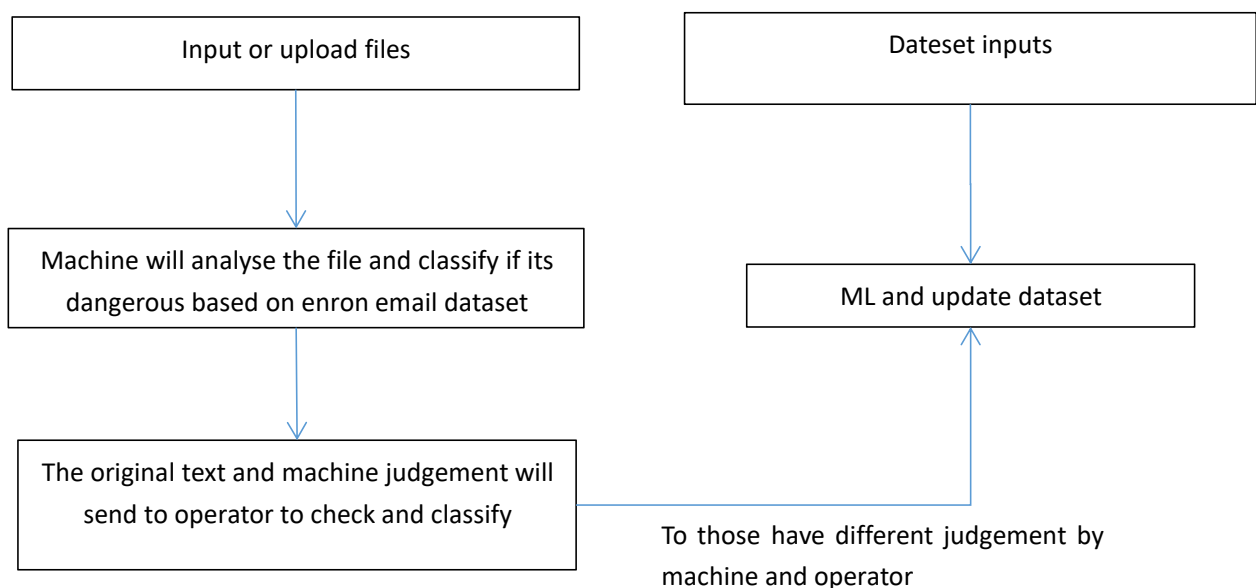 Input or upload files
Dateset inputs
Machine will analyse the file and classify if its
dangerous based on enron email dataset
ML and update dataset
The original text and machine judgement will
send to operator to check and classify
To those have different judgement by
machine and operator